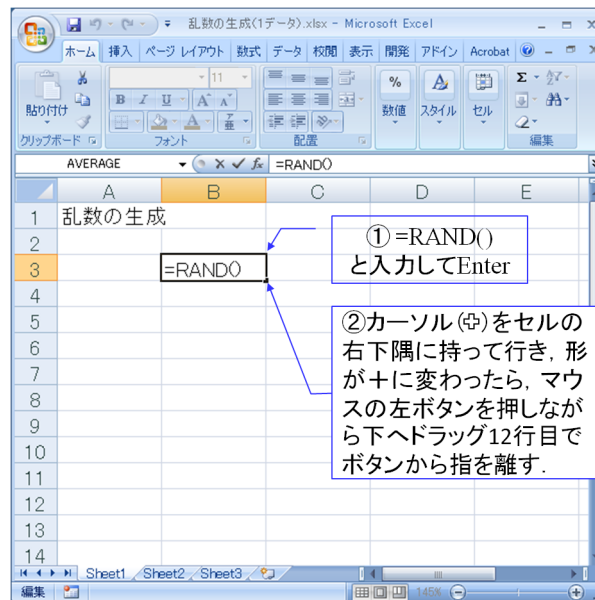 乱数の生成(1データ).xlsx - Microsoft Excel
ホーム 挿入 ページ レイアウト 数式 データ 校閲 表示 開発 アドイン Acrobat
11 % A Σ
貼り付け B I U A A 数値 スタイル セル
A 亜
クリップボード フォント 配置 編集
AVERAGE fx =RAND()
A B C D E
1 乱数の生成
2
3 =RAND()
4
5
6
7
8
9
10
11
12
13
14
① =RAND()
と入力してEnter
②カーソル(✚)をセルの
右下隅に持って行き, 形
が＋に変わったら, マウ
スの左ボタンを押しなが
ら下へドラッグ12行目で
ボタンから指を離す.
Sheet1 Sheet2 Sheet3
編集 145%